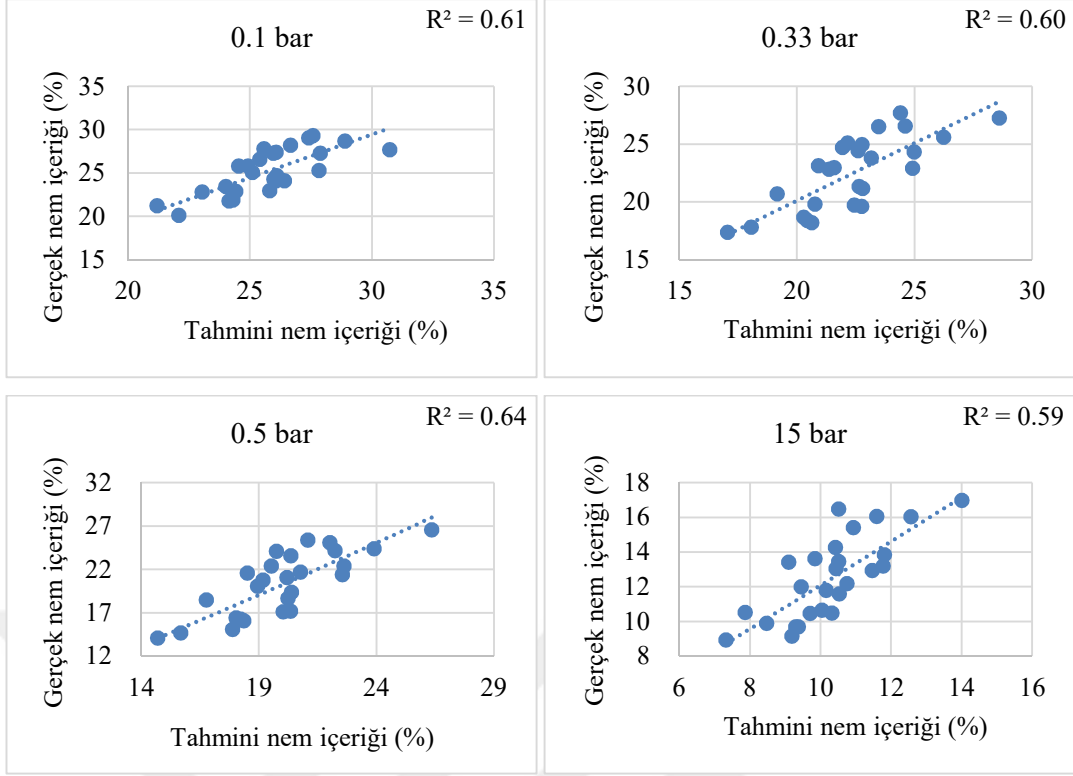 R² = 0.61
0.1 bar
Gerçek nem içeriği (%)
35
30
25
20
15
20
25
30
35
Tahmini nem içeriği (%)
R² = 0.60
0.33 bar
Gerçek nem içeriği (%)
30
25
20
15
15
20
25
30
Tahmini nem içeriği (%)
R² = 0.64
0.5 bar
Gerçek nem içeriği (%)
32
27
22
17
12
14
19
24
29
Tahmini nem içeriği (%)
R² = 0.59
15 bar
Gerçek nem içeriği (%)
18
16
14
12
10
8
6
8
10
12
14
16
Tahmini nem içeriği (%)